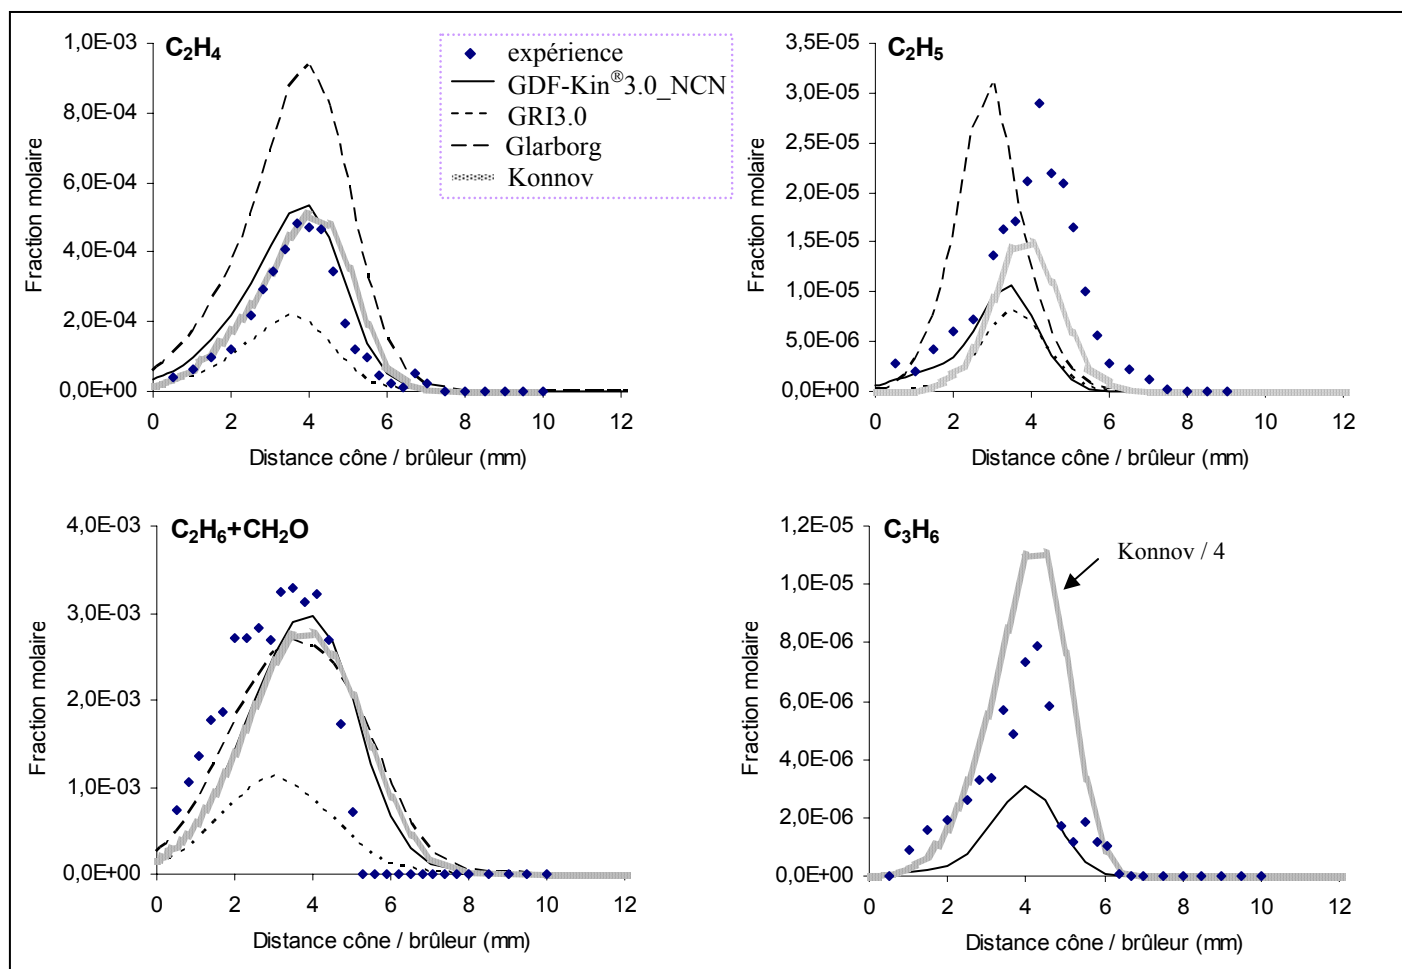 C₂H₄
1,0E-03
8,0E-04
6,0E-04
4,0E-04
2,0E-04
0,0E+00
Fraction molaire
0 2 4 6 8 10 12
Distance cône / brûleur (mm)
expérience
GDF-Kin®3.0_NCN
GRI3.0
Glarborg
Konnov
C₂H₅
3,5E-05
3,0E-05
2,5E-05
2,0E-05
1,5E-05
1,0E-05
5,0E-06
0,0E+00
Fraction molaire
0 2 4 6 8 10 12
Distance cône / brûleur (mm)
C₂H₆+CH₂O
4,0E-03
3,0E-03
2,0E-03
1,0E-03
0,0E+00
Fraction molaire
0 2 4 6 8 10 12
Distance cône / brûleur (mm)
C₃H₆
1,2E-05
1,0E-05
8,0E-06
6,0E-06
4,0E-06
2,0E-06
0,0E+00
Fraction molaire
Konnov / 4
0 2 4 6 8 10 12
Distance cône / brûleur (mm)